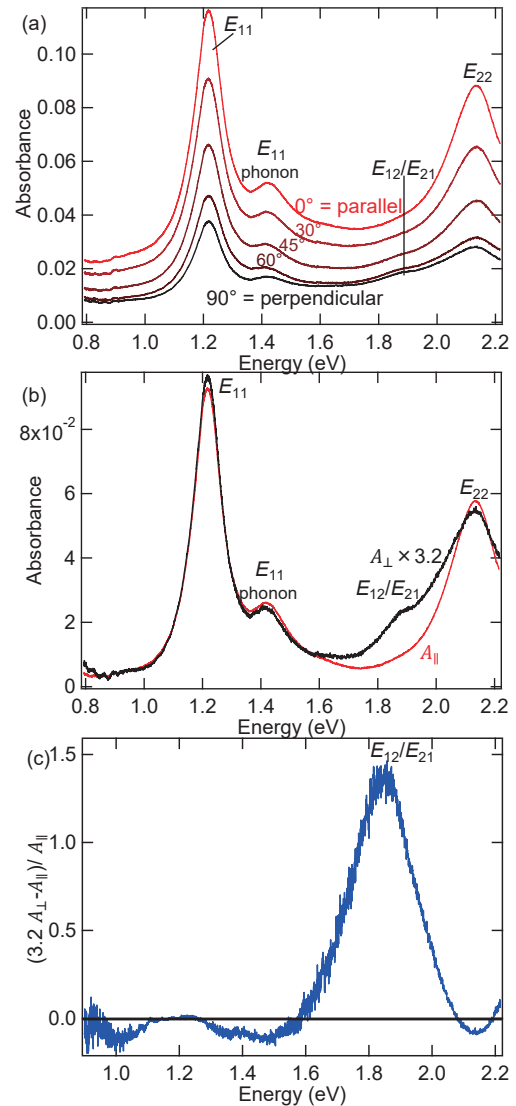 (a)
E11
E22
E11
phonon
E12/E21
0° = parallel
30°
45°
60°
90° = perpendicular
Absorbance
0.10
0.08
0.06
0.04
0.02
0.00
0.8 1.0 1.2 1.4 1.6 1.8 2.0 2.2
Energy (eV)
(b)
E11
8x10-2
E22
A⊥ × 3.2
E11
phonon
E12/E21
A∥
Absorbance
6
4
2
0
0.8 1.0 1.2 1.4 1.6 1.8 2.0 2.2
Energy (eV)
(c)
E12/E21
(3.2 A⊥-A∥)/ A∥
1.5
1.0
0.5
0.0
1.0 1.2 1.4 1.6 1.8 2.0 2.2
Energy (eV)